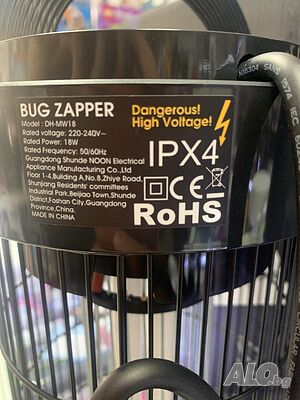 BUG ZAPPER
Model: DH-MW18
Rated voltage: 220-240V~
Rated Power: 18W
Rated Frequency: 50/60Hz
Guangdong Shunde NOON Electrical
Appliance Manufacturing Co.,Ltd
Floor 1-4,Building A,No.8,Zhiye Road,
Shunjiang Residents' committees
Industrial Park,Beijiao Town,Shunde
District,Foshan City,Guangdong
Province,China.
MADE IN CHINA
Dangerous!
High Voltage!
IPX4
CE
RoHS
SANS 1574 IEC
ALO.bg